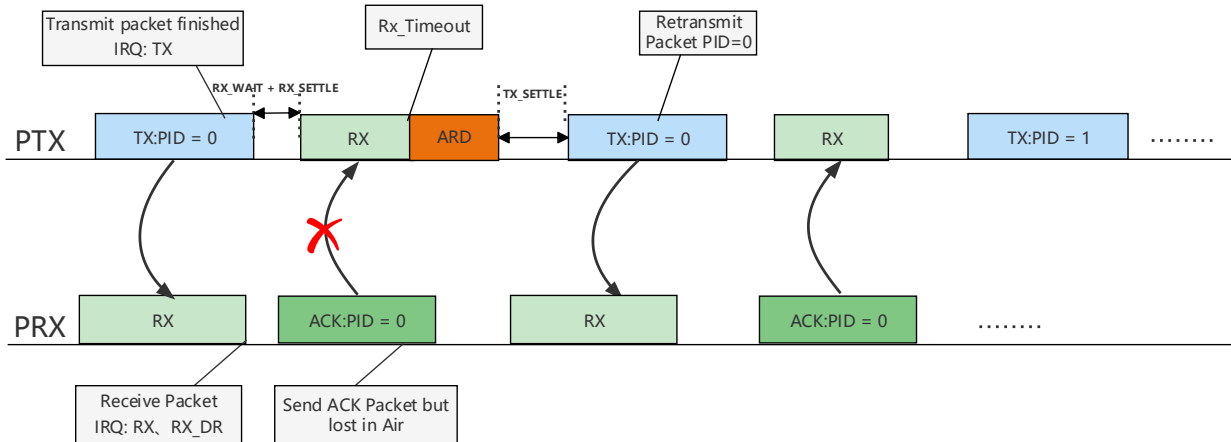 Transmit packet finished
IRQ: TX
Rx_Timeout
Retransmit
Packet PID=0
RX_WAIT + RX_SETTLE
TX_SETTLE
PTX
TX:PID = 0
RX
ARD
TX:PID = 0
RX
TX:PID = 1
........
PRX
RX
ACK:PID = 0
RX
ACK:PID = 0
........
Receive Packet
IRQ: RX、RX_DR
Send ACK Packet but
lost in Air